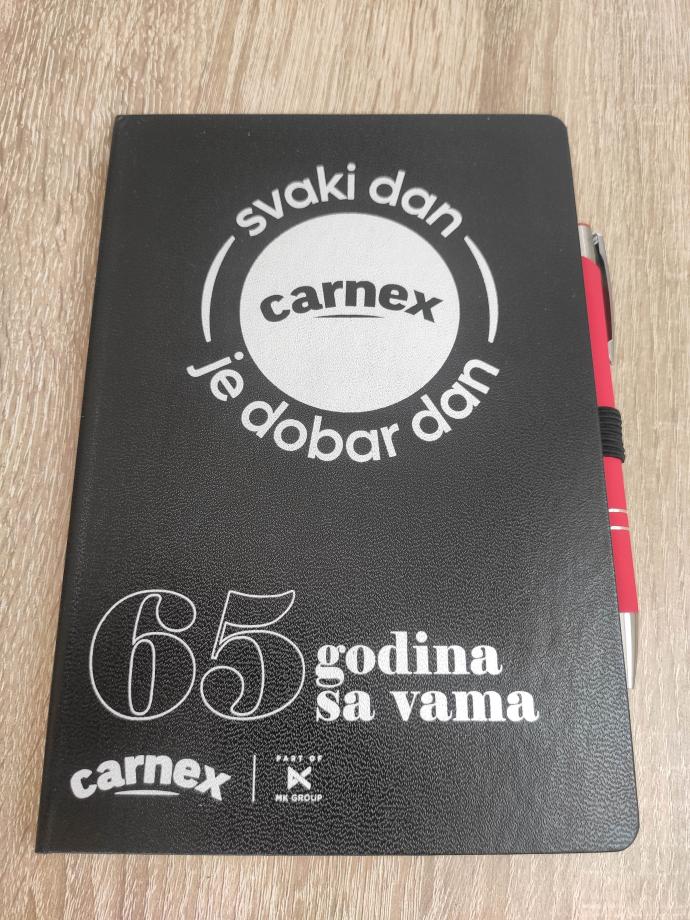 svaki dan
carnex
je dobar dan
65 godina
sa vama
carnex
PART OF
MK GROUP